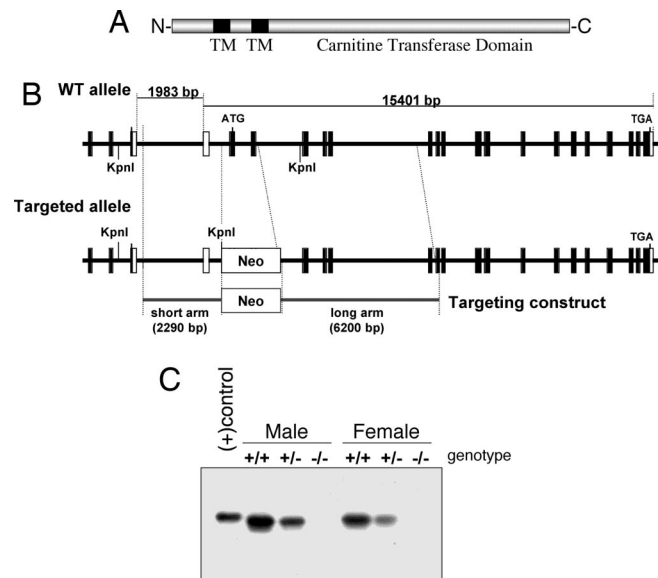 A N- -C
TM TM Carnitine Transferase Domain
B
WT allele 1983 bp 15401 bp
ATG TGA
KpnI KpnI
Targeted allele
KpnI KpnI TGA
Neo
Neo Targeting construct
short arm long arm
(2290 bp) (6200 bp)
C
(+)control
Male Female
+/+ +/- -/- +/+ +/- -/- genotype